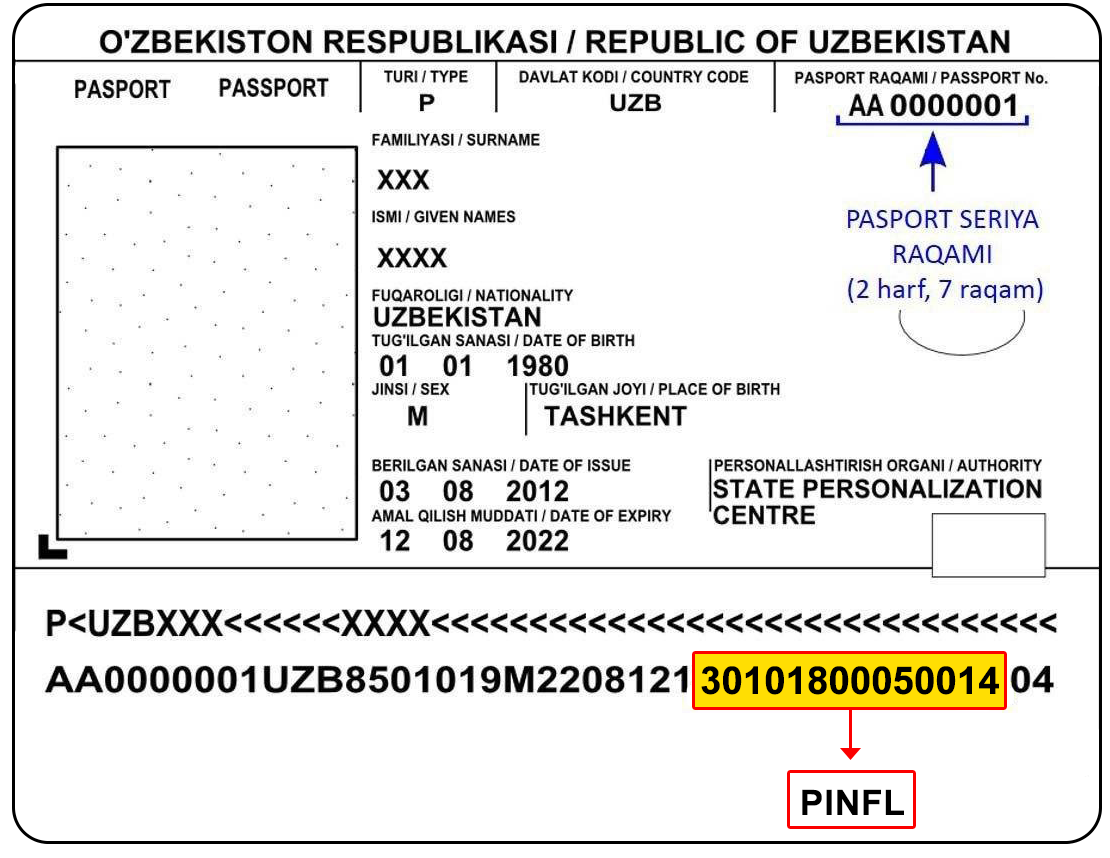 O'ZBEKISTON RESPUBLIKASI / REPUBLIC OF UZBEKISTAN
PASPORT PASSPORT
TURI / TYPE
P
DAVLAT KODI / COUNTRY CODE
UZB
PASPORT RAQAMI / PASSPORT No.
AA 0000001
PASPORT SERIYA
RAQAMI
(2 harf, 7 raqam)
FAMILIYASI / SURNAME
XXX
ISMI / GIVEN NAMES
XXXX
FUQAROLIGI / NATIONALITY
UZBEKISTAN
TUG'ILGAN SANASI / DATE OF BIRTH
01 01 1980
JINSI / SEX
M
TUG'ILGAN JOYI / PLACE OF BIRTH
TASHKENT
BERILGAN SANASI / DATE OF ISSUE
03 08 2012
AMAL QILISH MUDDATI / DATE OF EXPIRY
12 08 2022
PERSONALLASHTIRISH ORGANI / AUTHORITY
STATE PERSONALIZATION
CENTRE
P<UZBXXX<<<<<<XXXX<<<<<<<<<<<<<<<<<<<<<<<<<<<<<<<<
AA0000001UZB8501019M22081213010180005001404
PINFL